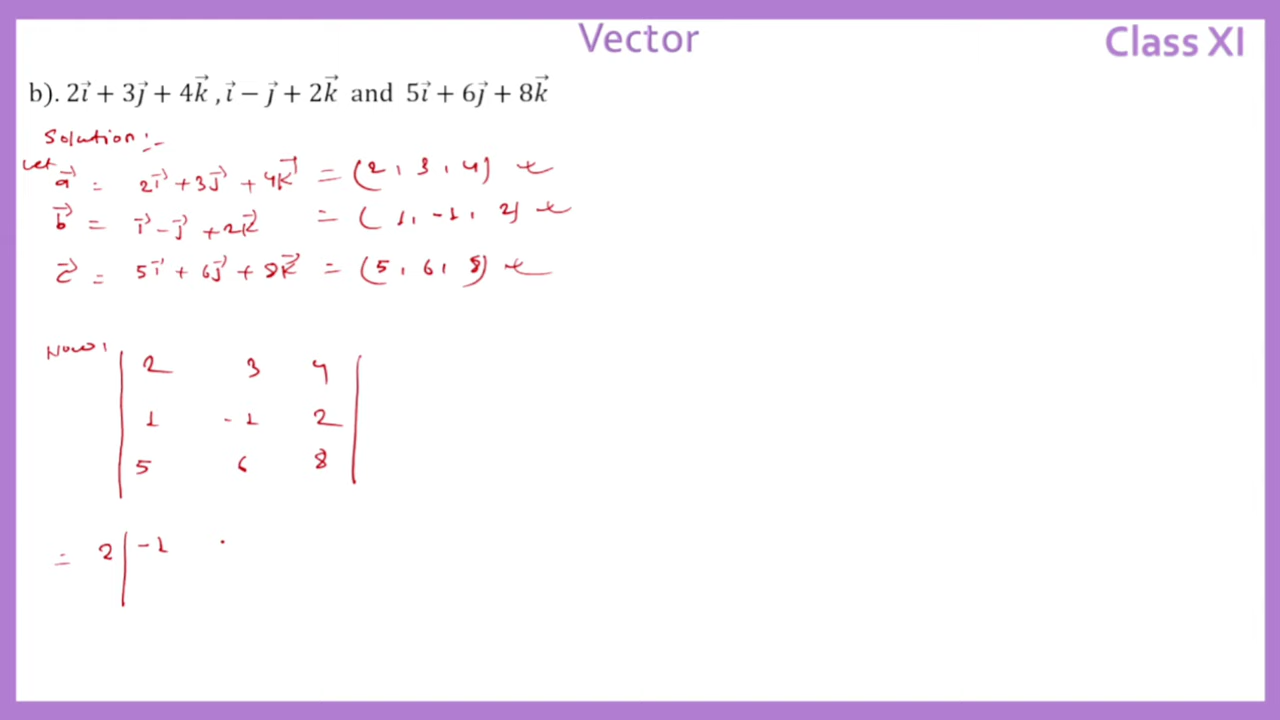 Vector
Class XI
b). 2i⃗ + 3j⃗ + 4k⃗ , i⃗ − j⃗ + 2k⃗ and 5i⃗ + 6j⃗ + 8k⃗
Solution :-
Let
a⃗ = 2i⃗ + 3j⃗ + 4k⃗ = (2, 3, 4)
b⃗ = i⃗ - j⃗ + 2k⃗ = (1, -1, 2)
c⃗ = 5i⃗ + 6j⃗ + 8k⃗ = (5, 6, 8)
Now,
| 2 3 4 |
| 1 -1 2 |
| 5 6 8 |
= 2 | -1